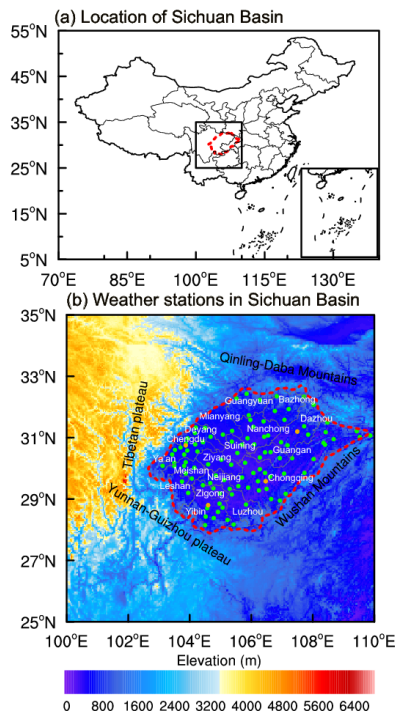 (a) Location of Sichuan Basin
55°N
45°N
35°N
25°N
15°N
5°N
70°E 85°E 100°E 115°E 130°E
(b) Weather stations in Sichuan Basin
35°N
33°N
31°N
29°N
27°N
25°N
Qinling-Daba Mountains
Tibetan plateau
Guangyuan Bazhong
Mianyang
Dazhou
Deyang Nanchong
Chengdu
Suining
Guangan
Ya'an Ziyang
Meishan
Neijiang Chongqing
Leshan
Zigong
Wushan Mountains
Yibin Luzhou
Yunnan-Guizhou plateau
100°E 102°E 104°E 106°E 108°E 110°E
Elevation (m)
0 800 1600 2400 3200 4000 4800 5600 6400